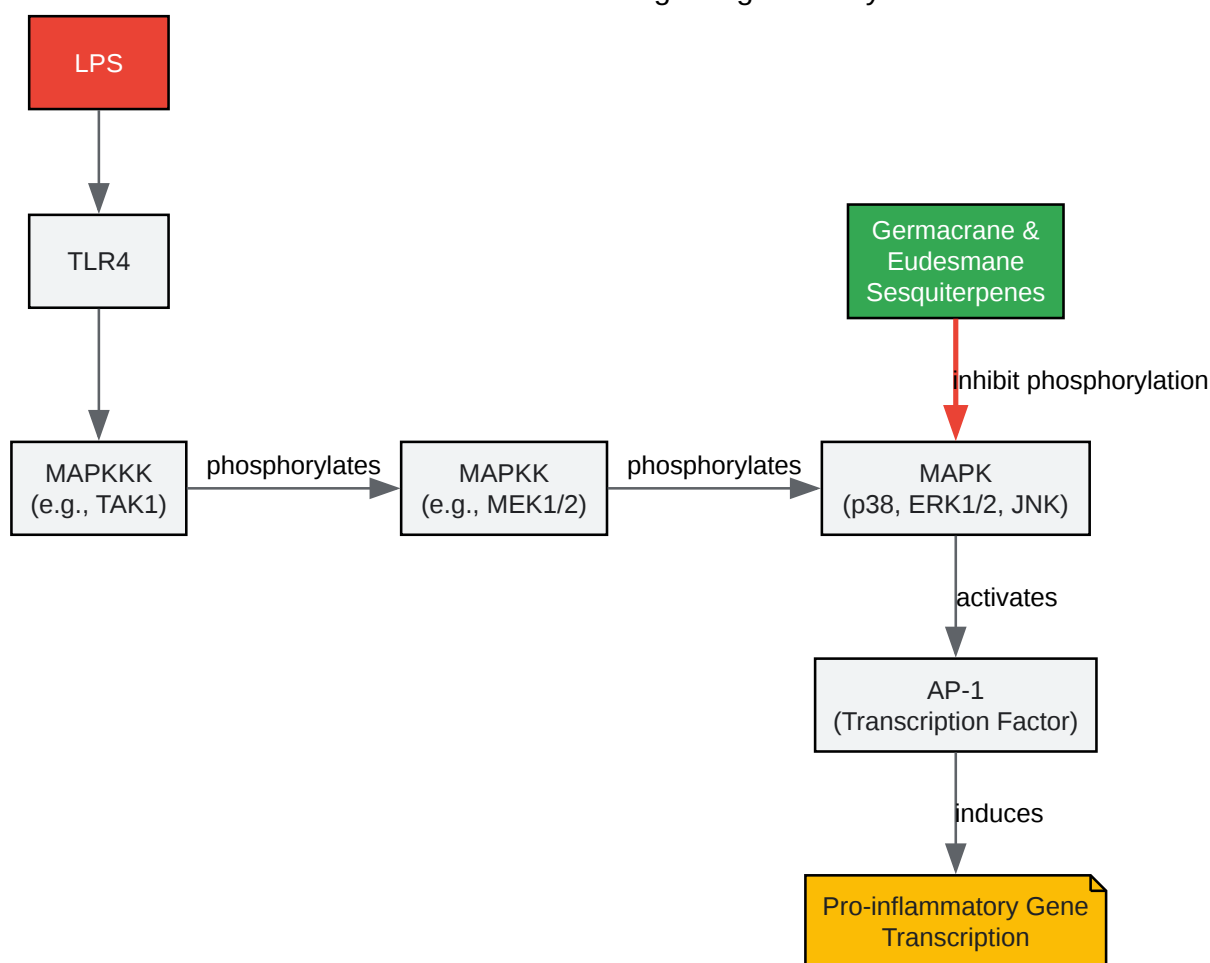 LPS
TLR4
Germacrane &
Eudesmane
Sesquiterpenes
inhibit phosphorylation
MAPKKK
(e.g., TAK1)
phosphorylates
MAPKK
(e.g., MEK1/2)
phosphorylates
MAPK
(p38, ERK1/2, JNK)
activates
AP-1
(Transcription Factor)
induces
Pro-inflammatory Gene
Transcription